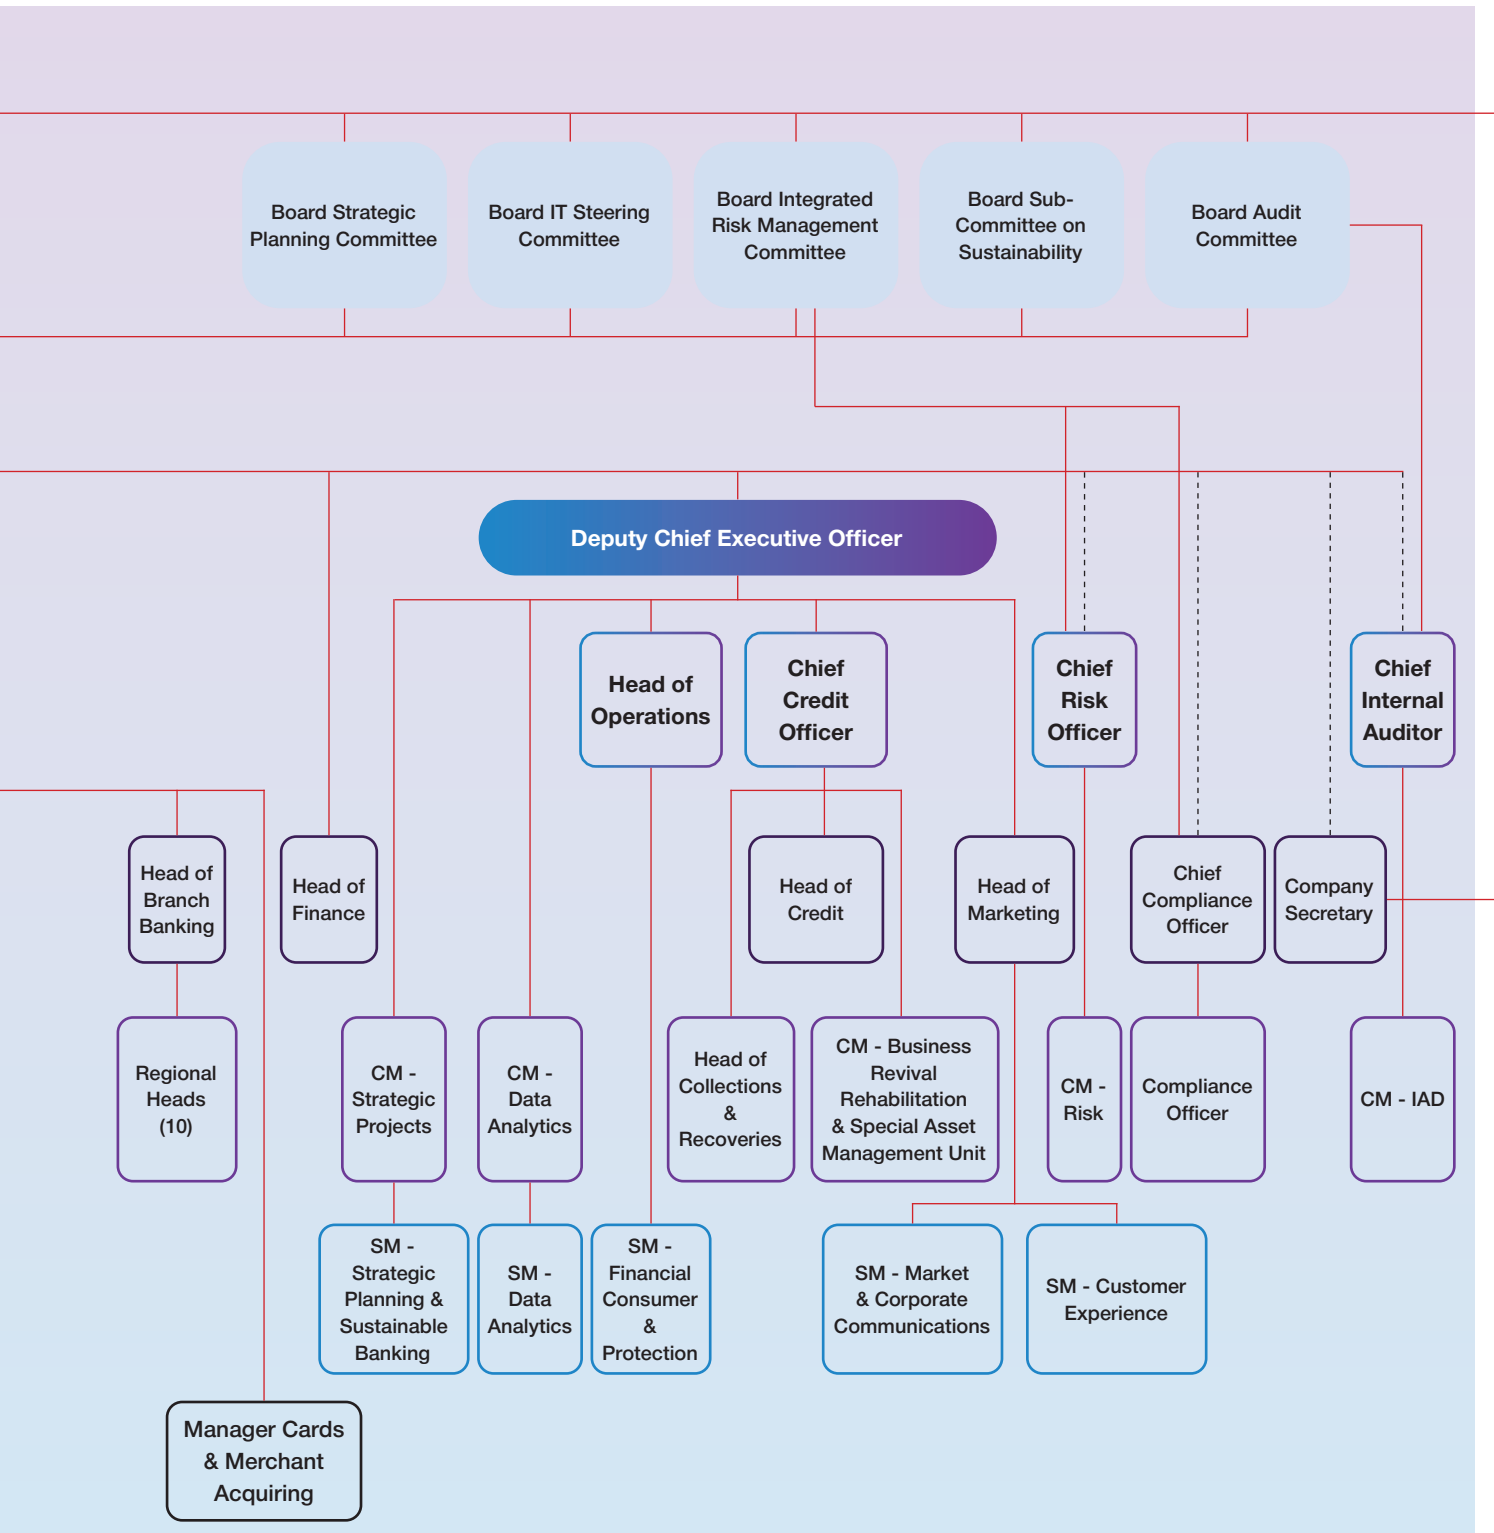 Board Strategic
Planning Committee
Board IT Steering
Committee
Board Integrated
Risk Management
Committee
Board Sub-
Committee on
Sustainability
Board Audit
Committee
Deputy Chief Executive Officer
Head of
Operations
Chief
Credit
Officer
Chief
Risk
Officer
Chief
Internal
Auditor
Head of
Branch
Banking
Head of
Finance
Head of
Credit
Head of
Marketing
Chief
Compliance
Officer
Company
Secretary
Regional
Heads
(10)
CM -
Strategic
Projects
CM -
Data
Analytics
Head of
Collections
&
Recoveries
CM - Business
Revival
Rehabilitation
& Special Asset
Management Unit
CM -
Risk
Compliance
Officer
CM - IAD
SM -
Strategic
Planning &
Sustainable
Banking
SM -
Data
Analytics
SM -
Financial
Consumer
&
Protection
SM - Market
& Corporate
Communications
SM - Customer
Experience
Manager Cards
& Merchant
Acquiring